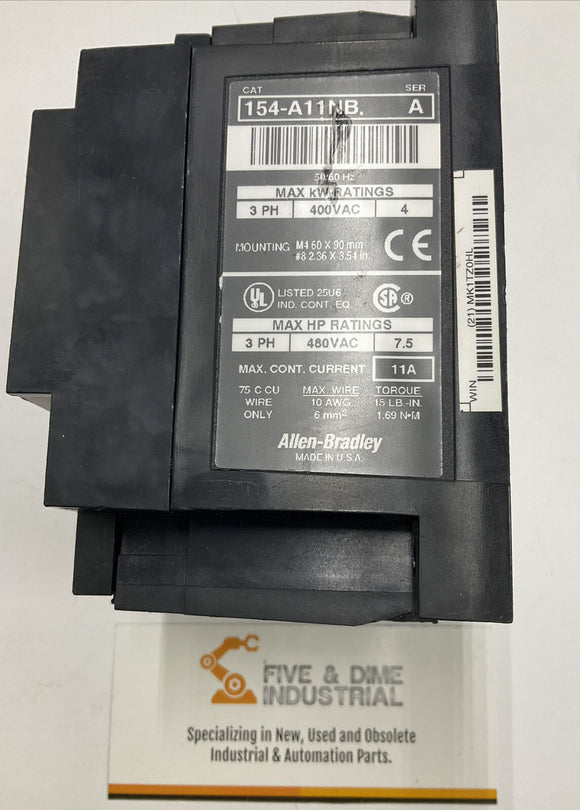 CAT SER
154-A11NB. A
50/60 Hz
MAX kW RATINGS
3 PH 400VAC 4
MOUNTING M4 60 X 90 mm
#8 2.36 X 3.54 in.
CE
UL LISTED 25U6
IND. CONT. EQ. SA ®
MAX HP RATINGS
3 PH 480VAC 7.5
MAX. CONT. CURRENT 11A
75 C CU MAX. WIRE TORQUE
WIRE 10 AWG 15 LB.-IN.
ONLY 6 mm² 1.69 N•M
Allen-Bradley
MADE IN U.S.A.
WIN (21) MK1TZ0HL
FIVE & DIME
INDUSTRIAL
Specializing in New, Used and Obsolete
Industrial & Automation Parts.